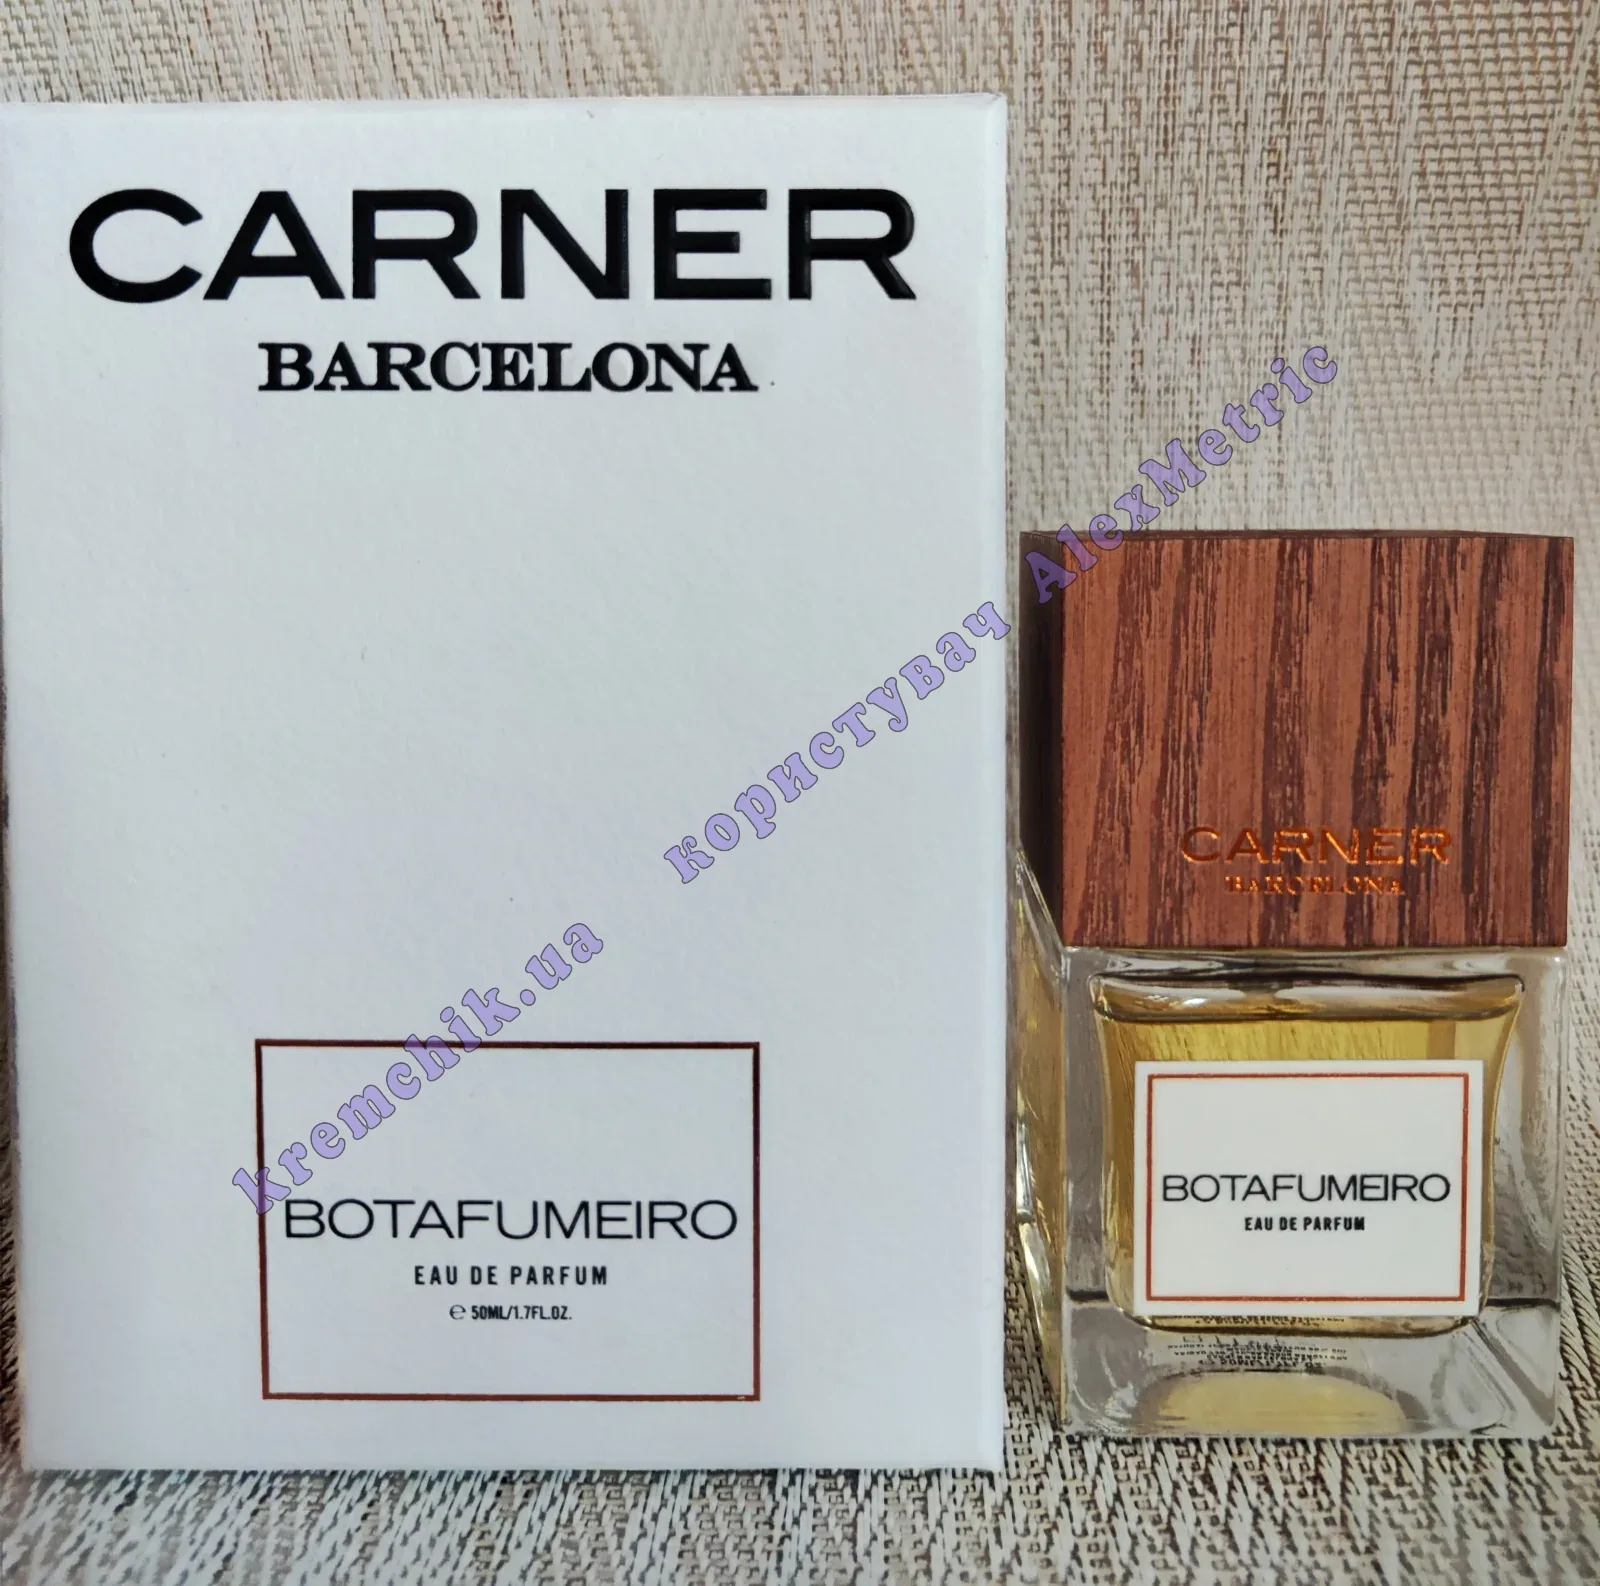 CARNER
BARCELONA
BOTAFUMEIRO
EAU DE PARFUM
e 50ML/1.7FL.OZ.
CARNER
BARCELONA
BOTAFUMEIRO
EAU DE PARFUM
kremchik.ua користувач AlexMetric